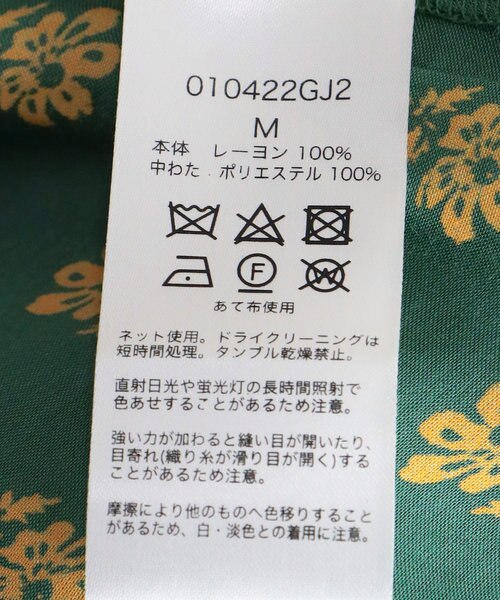 010422GJ2
M
本体　レーヨン 100%
中わた．ポリエステル 100%
F
W
あて布使用
ネット使用。ドライクリーニングは
短時間処理。タンブル乾燥禁止。
直射日光や蛍光灯の長時間照射で
色あせすることがあるため注意。
強い力が加わると縫い目が開いたり、
目寄れ(織り糸が滑り目が開く)する
ことがあるため注意。
摩擦により他のものへ色移りすること
があるため、白・淡色との着用に注意。